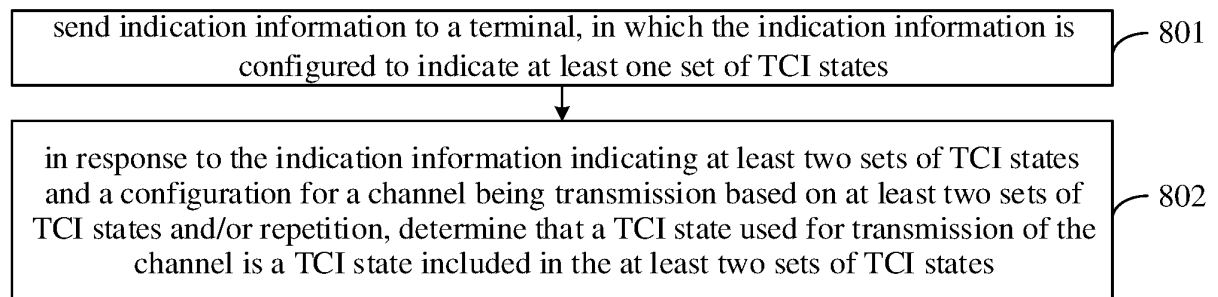 send indication information to a terminal, in which the indication information is
configured to indicate at least one set of TCI states
801
in response to the indication information indicating at least two sets of TCI states
and a configuration for a channel being transmission based on at least two sets of
TCI states and/or repetition, determine that a TCI state used for transmission of the
channel is a TCI state included in the at least two sets of TCI states
802